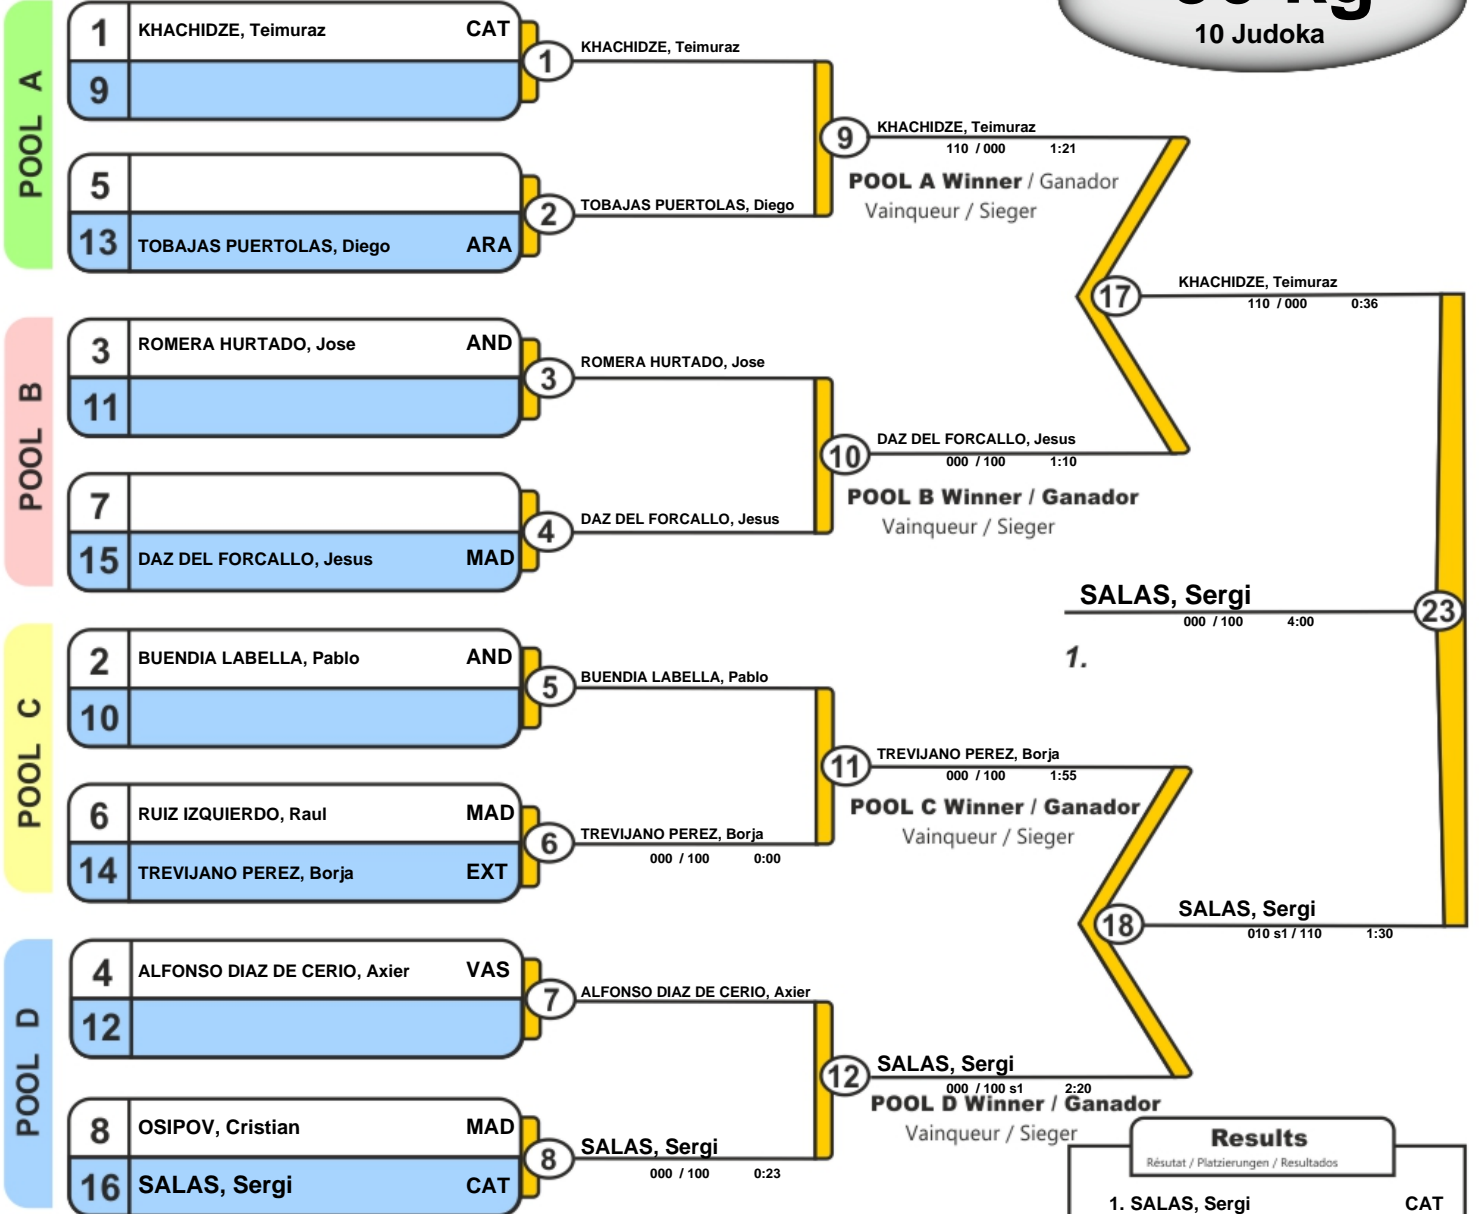 10 Judoka
POOL A
1 KHACHIDZE, Teimuraz CAT
9
1 KHACHIDZE, Teimuraz
5
13 TOBAJAS PUERTOLAS, Diego ARA
2 TOBAJAS PUERTOLAS, Diego
9 KHACHIDZE, Teimuraz
110 / 000 1:21
POOL A Winner / Ganador
Vainqueur / Sieger
POOL B
3 ROMERA HURTADO, Jose AND
11
3 ROMERA HURTADO, Jose
7
15 DAZ DEL FORCALLO, Jesus MAD
4 DAZ DEL FORCALLO, Jesus
10 DAZ DEL FORCALLO, Jesus
000 / 100 1:10
POOL B Winner / Ganador
Vainqueur / Sieger
17 KHACHIDZE, Teimuraz
110 / 000 0:36
SALAS, Sergi 23
000 / 100 4:00
1.
POOL C
2 BUENDIA LABELLA, Pablo AND
10
5 BUENDIA LABELLA, Pablo
6 RUIZ IZQUIERDO, Raul MAD
14 TREVIJANO PEREZ, Borja EXT
6 TREVIJANO PEREZ, Borja
000 / 100 0:00
11 TREVIJANO PEREZ, Borja
000 / 100 1:55
POOL C Winner / Ganador
Vainqueur / Sieger
18 SALAS, Sergi
010 s1 / 110 1:30
POOL D
4 ALFONSO DIAZ DE CERIO, Axier VAS
12
7 ALFONSO DIAZ DE CERIO, Axier
8 OSIPOV, Cristian MAD
16 SALAS, Sergi CAT
8 SALAS, Sergi
000 / 100 0:23
12 SALAS, Sergi
000 / 100 s1 2:20
POOL D Winner / Ganador
Vainqueur / Sieger
Results
Résutat / Platzierungen / Resultados
1. SALAS, Sergi CAT